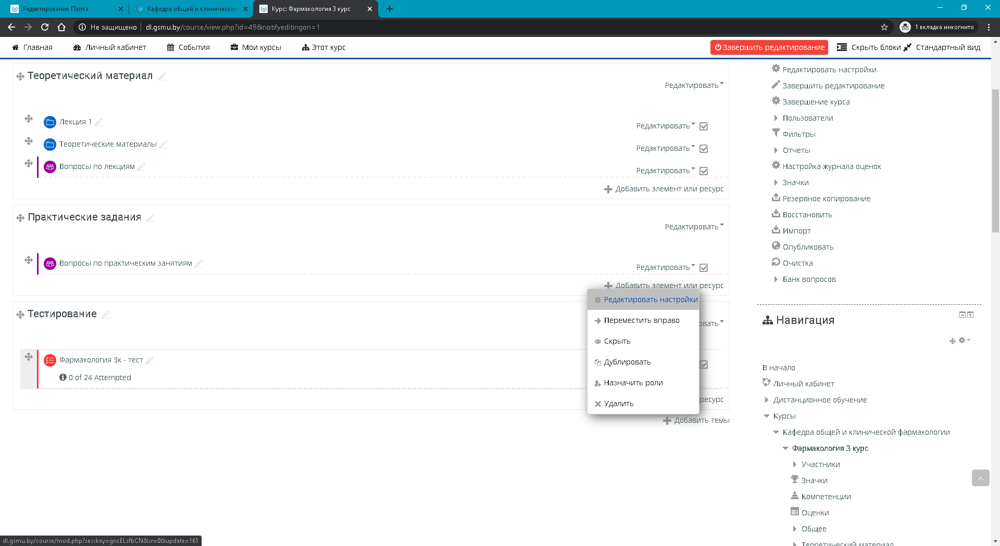 Редактирование Папка
Кафедра общей и клинической
Курс: Фармакология 3 курс
Не защищено
dl.gsmu.by/course/view.php?id=49&notifyeditingon=1
1 вкладка инкогнито
Главная
Личный кабинет
События
Мои курсы
Этот курс
Завершить редактирование
Скрыть блоки
Стандартный вид
Теоретический материал
Редактировать
Лекция 1
Редактировать
Теоретические материалы
Редактировать
Вопросы по лекциям
Редактировать
Добавить элемент или ресурс
Практические задания
Редактировать
Вопросы по практическим занятиям
Редактировать
Добавить элемент или ресурс
Тестирование
Фармакология 3к - тест
0 of 24 Attempted
ресурс
Добавить темы
Редактировать настройки
Переместить вправо
Скрыть
Дублировать
Назначить роли
Удалить
Редактировать настройки
Завершить редактирование
Завершение курса
Пользователи
Фильтры
Отчеты
Настройка журнала оценок
Значки
Резервное копирование
Восстановить
Импорт
Опубликовать
Очистка
Банк вопросов
Навигация
В начало
Личный кабинет
Дистанционное обучение
Курсы
Кафедра общей и клинической фармакологии
Фармакология 3 курс
Участники
Значки
Компетенции
Оценки
Общее
Теоретический материал
dl.gsmu.by/course/mod.php?sesskey=gncELsfbCN&sr=0&update=161